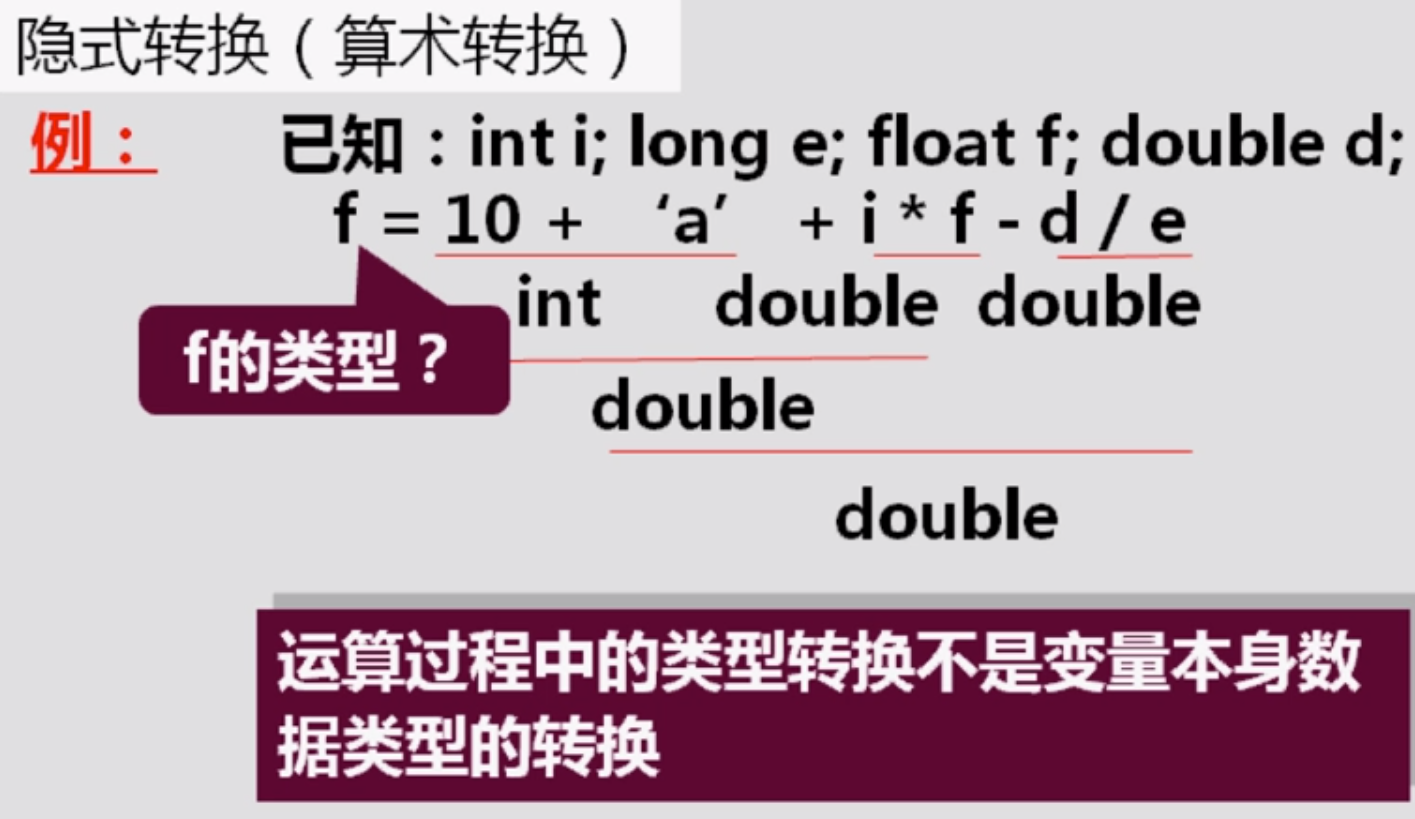 隐式转换（算术转换）
例： 已知：int i; long e; float f; double d;
f = 10 + ‘a’ + i * f - d / e
int double double
f的类型？
double
double
运算过程中的类型转换不是变量本身数
据类型的转换